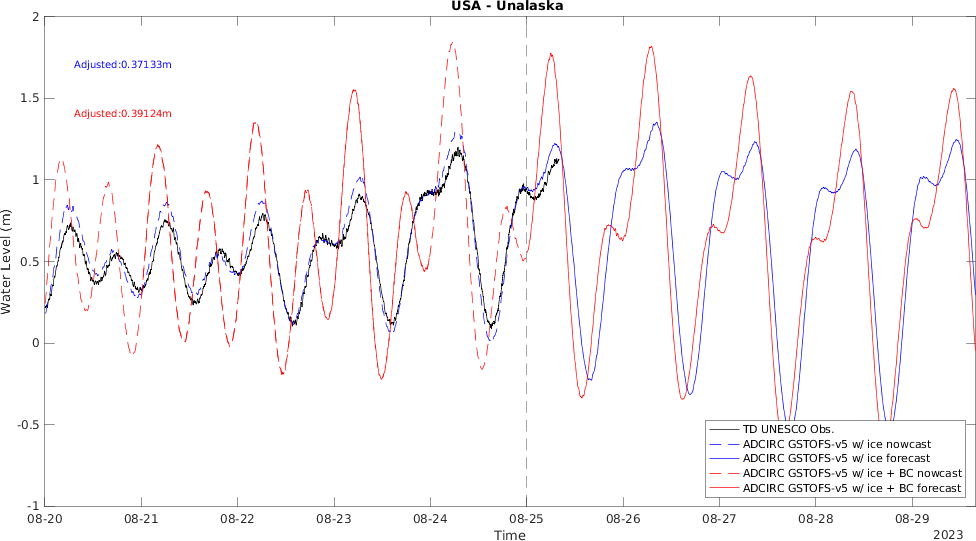 USA - Unalaska
Adjusted:0.37133m
Adjusted:0.39124m
Water Level (m)
2
1.5
1
0.5
0
-0.5
-1
TD UNESCO Obs.
ADCIRC GSTOFS-v5 w/ ice nowcast
ADCIRC GSTOFS-v5 w/ ice forecast
ADCIRC GSTOFS-v5 w/ ice + BC nowcast
ADCIRC GSTOFS-v5 w/ ice + BC forecast
08-20 08-21 08-22 08-23 08-24 08-25 08-26 08-27 08-28 08-29
Time
2023